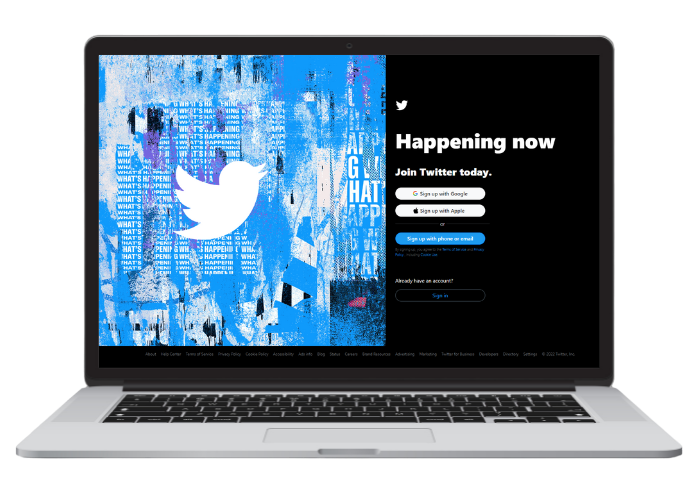 WHAT'S HAPPENING
Happening now
Join Twitter today.
Sign up with Google
Sign up with Apple
or
Sign up with phone or email
By signing up, you agree to the Terms of Service and Privacy
Policy, including Cookie Use.
Already have an account?
Sign in
About Help Center Terms of Service Privacy Policy Cookie Policy Accessibility Ads info Blog Status Careers Brand Resources Advertising Marketing Twitter for Business Developers Directory Settings © 2022 Twitter, Inc.